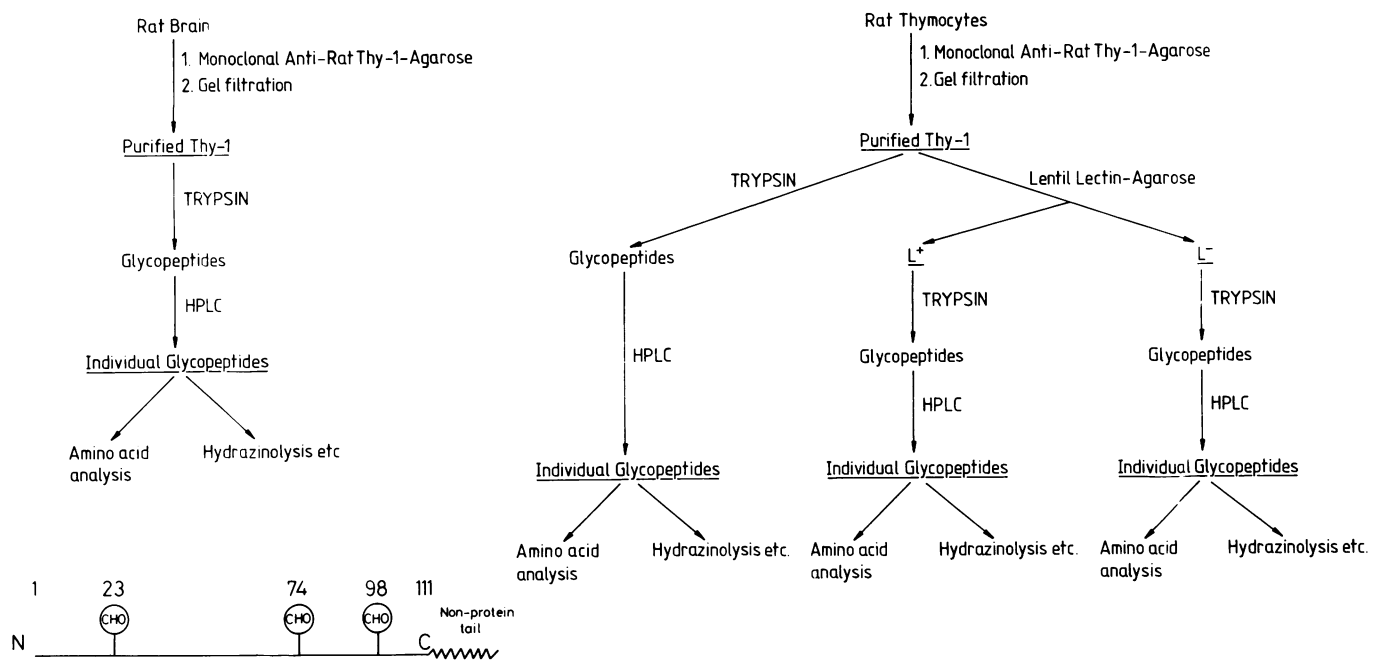 Rat Brain
1. Monoclonal Anti-Rat Thy-1-Agarose
2. Gel filtration
Purified Thy-1
TRYPSIN
Glycopeptides
HPLC
Individual Glycopeptides
Amino acid
analysis
Hydrazinolysis etc
Rat Thymocytes
1. Monoclonal Anti-Rat Thy-1-Agarose
2. Gel filtration
Purified Thy-1
TRYPSIN
Lentil Lectin-Agarose
Glycopeptides
L+
L-
TRYPSIN
TRYPSIN
Glycopeptides
Glycopeptides
HPLC
HPLC
HPLC
Individual Glycopeptides
Individual Glycopeptides
Individual Glycopeptides
Amino acid
analysis
Hydrazinolysis etc.
Amino acid
analysis
Hydrazinolysis etc.
Amino acid
analysis
Hydrazinolysis etc.
1 23 74 98 111
CHO CHO CHO
Non-protein
tail
N C